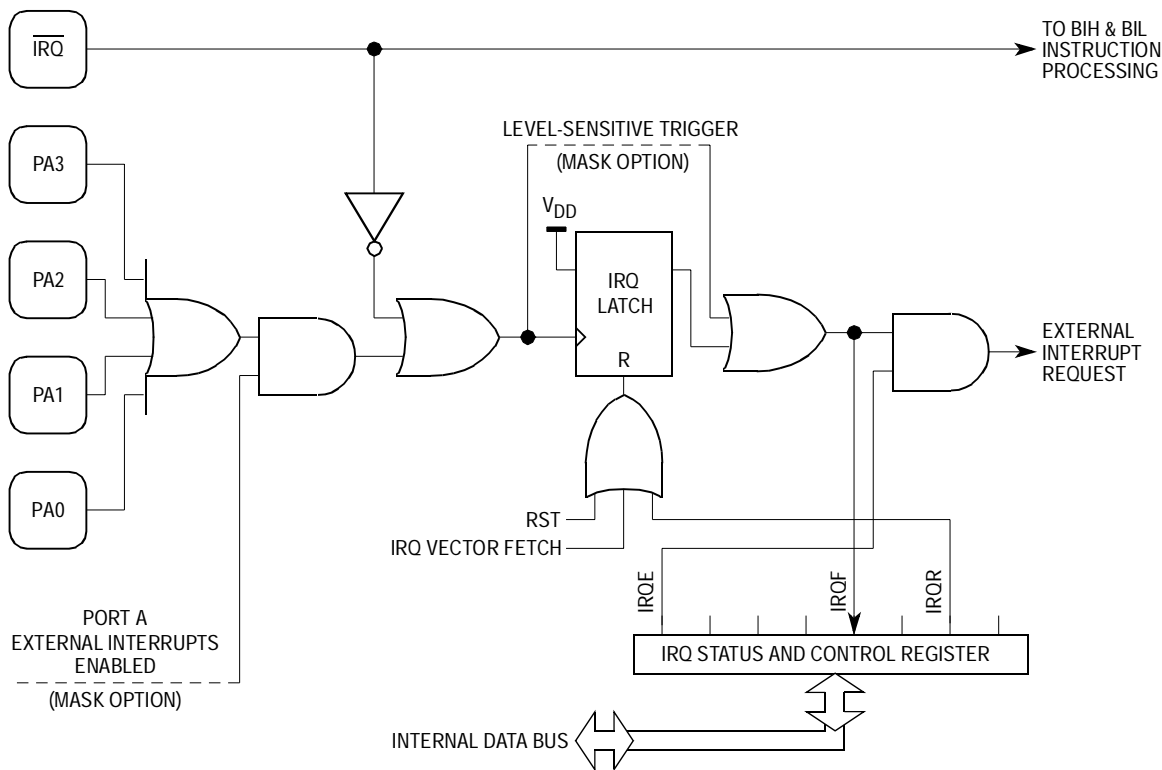 IRQ
TO BIH & BIL
INSTRUCTION
PROCESSING
PA3
LEVEL-SENSITIVE TRIGGER
(MASK OPTION)
VDD
PA2
IRQ
LATCH
R
EXTERNAL
INTERRUPT
REQUEST
PA1
PA0
RST
IRQ VECTOR FETCH
IRQE
IRQF
IRQR
PORT A
EXTERNAL INTERRUPTS
ENABLED
(MASK OPTION)
IRQ STATUS AND CONTROL REGISTER
INTERNAL DATA BUS